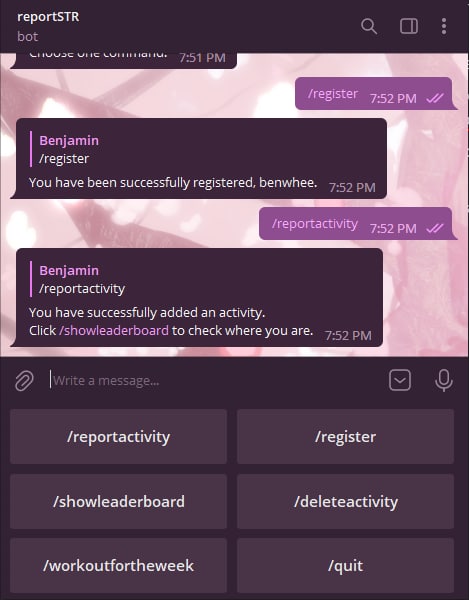 reportSTR
bot
Choose one command. 7:51 PM
/register 7:52 PM
Benjamin
/register
You have been successfully registered, benwhee. 7:52 PM
/reportactivity 7:52 PM
Benjamin
/reportactivity
You have successfully added an activity.
Click /showleaderboard to check where you are. 7:52 PM
Write a message...
/reportactivity /register
/showleaderboard /deleteactivity
/workoutfortheweek /quit